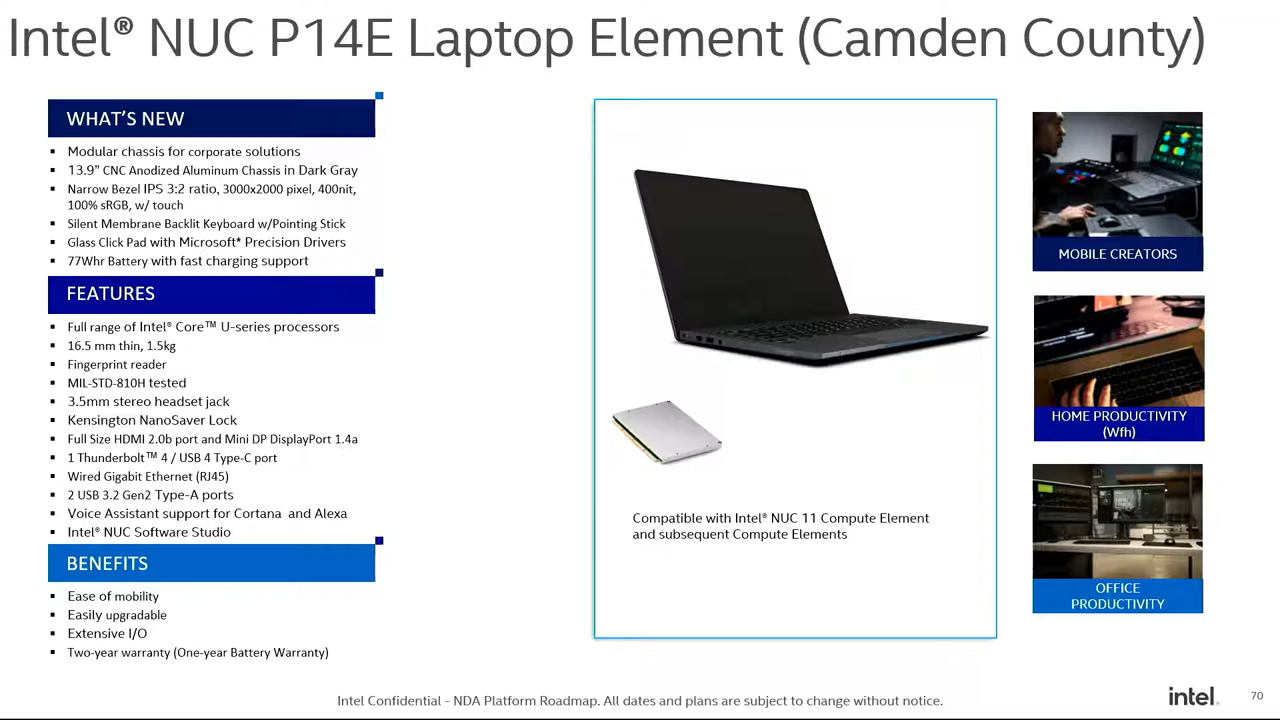 Intel® NUC P14E Laptop Element (Camden County)
WHAT'S NEW
▪ Modular chassis for corporate solutions
▪ 13.9" CNC Anodized Aluminum Chassis in Dark Gray
▪ Narrow Bezel IPS 3:2 ratio, 3000x2000 pixel, 400nit,
100% sRGB, w/ touch
▪ Silent Membrane Backlit Keyboard w/Pointing Stick
▪ Glass Click Pad with Microsoft* Precision Drivers
▪ 77Whr Battery with fast charging support
FEATURES
▪ Full range of Intel® Core™ U-series processors
▪ 16.5 mm thin, 1.5kg
▪ Fingerprint reader
▪ MIL-STD-810H tested
▪ 3.5mm stereo headset jack
▪ Kensington NanoSaver Lock
▪ Full Size HDMI 2.0b port and Mini DP DisplayPort 1.4a
▪ 1 Thunderbolt™ 4 / USB 4 Type-C port
▪ Wired Gigabit Ethernet (RJ45)
▪ 2 USB 3.2 Gen2 Type-A ports
▪ Voice Assistant support for Cortana and Alexa
▪ Intel® NUC Software Studio
BENEFITS
▪ Ease of mobility
▪ Easily upgradable
▪ Extensive I/O
▪ Two-year warranty (One-year Battery Warranty)
Compatible with Intel® NUC 11 Compute Element
and subsequent Compute Elements
MOBILE CREATORS
HOME PRODUCTIVITY
(Wfh)
OFFICE
PRODUCTIVITY
Intel Confidential - NDA Platform Roadmap. All dates and plans are subject to change without notice.
intel.
70